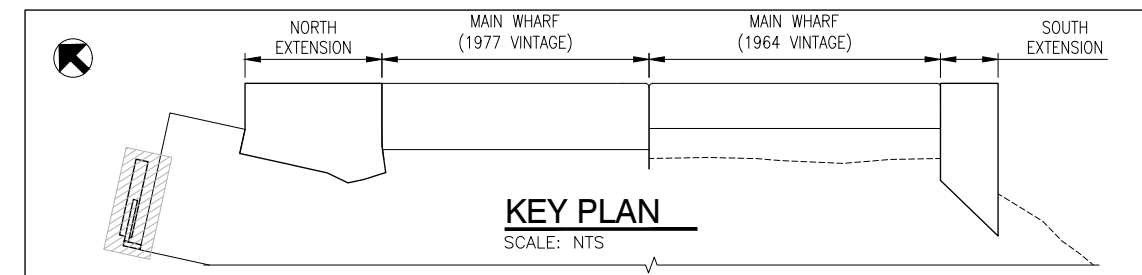 NORTH
EXTENSION
MAIN WHARF
(1977 VINTAGE)
MAIN WHARF
(1964 VINTAGE)
SOUTH
EXTENSION
KEY PLAN
SCALE: NTS